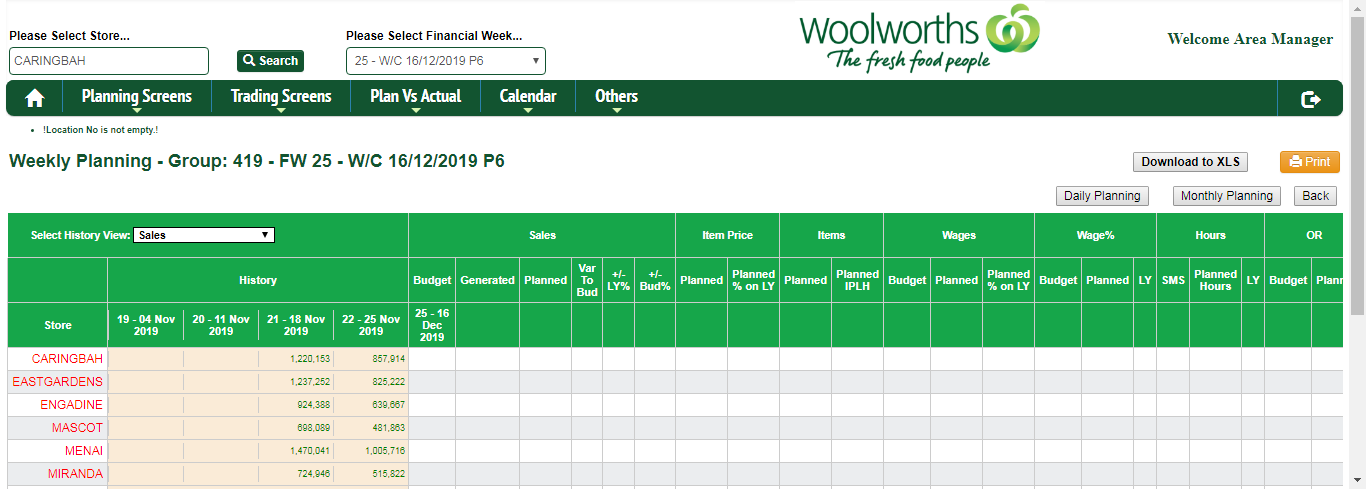 Please Select Store...
Please Select Financial Week...
Woolworths
The fresh food people
Welcome Area Manager
CARINGBAH
Search
25 - W/C 16/12/2019 P6
Planning Screens Trading Screens Plan Vs Actual Calendar Others
!Location No is not empty.!
Weekly Planning - Group: 419 - FW 25 - W/C 16/12/2019 P6
Download to XLS Print
Daily Planning Monthly Planning Back
Select History View: Sales Sales Item Price Items Wages Wage% Hours OR
History Budget Generated Planned Var To Bud +/- LY% +/- Bud% Planned Planned % on LY Planned Planned IPLH Budget Planned Planned % on LY Budget Planned LY SMS Planned Hours LY Budget Plann
Store 19 - 04 Nov 2019 20 - 11 Nov 2019 21 - 18 Nov 2019 22 - 25 Nov 2019 25 - 16 Dec 2019
CARINGBAH 1,220,153 857,914
EASTGARDENS 1,237,252 825,222
ENGADINE 924,388 639,667
MASCOT 698,089 481,863
MENAI 1,470,041 1,005,716
MIRANDA 724,946 515,822